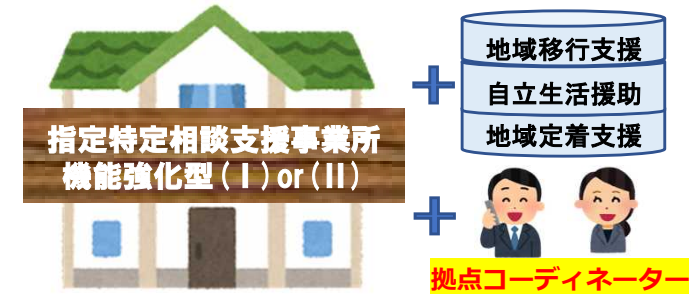 指定特定相談支援事業所
機能強化型(Ⅰ)or(Ⅱ)
地域移行支援
自立生活援助
地域定着支援
拠点コーディネーター